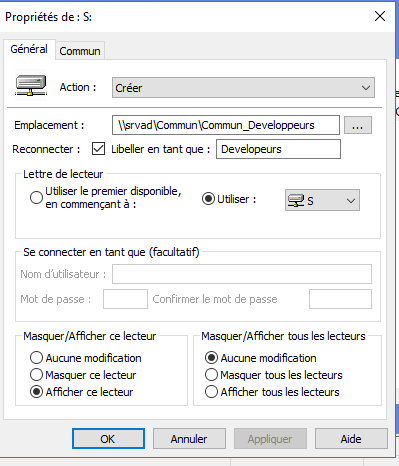 Propriétés de : S:
Général Commun
Action : Créer
Emplacement : \\srvad\Commun\Commun_Developpeurs ...
Reconnecter : Libeller en tant que : Developeurs
Lettre de lecteur
Utiliser le premier disponible,
en commençant à :
Utiliser : S
Se connecter en tant que (facultatif)
Nom d'utilisateur :
Mot de passe : Confirmer le mot de passe
Masquer/Afficher ce lecteur
Aucune modification
Masquer ce lecteur
Afficher ce lecteur
Masquer/Afficher tous les lecteurs
Aucune modification
Masquer tous les lecteurs
Afficher tous les lecteurs
OK Annuler Appliquer Aide